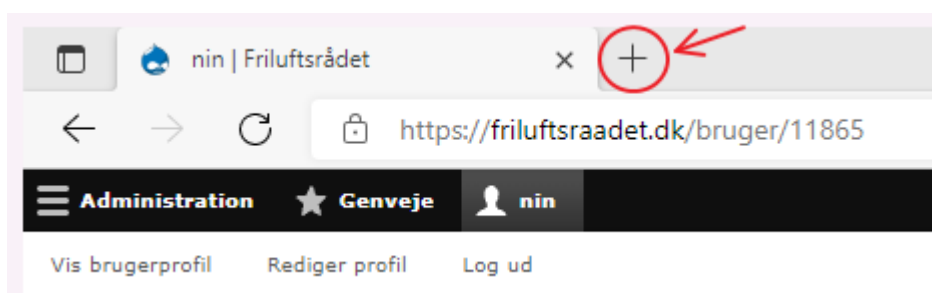 nin | Friluftsrådet
https://friluftsraadet.dk/bruger/11865
Administration Genveje nin
Vis brugerprofil Rediger profil Log ud